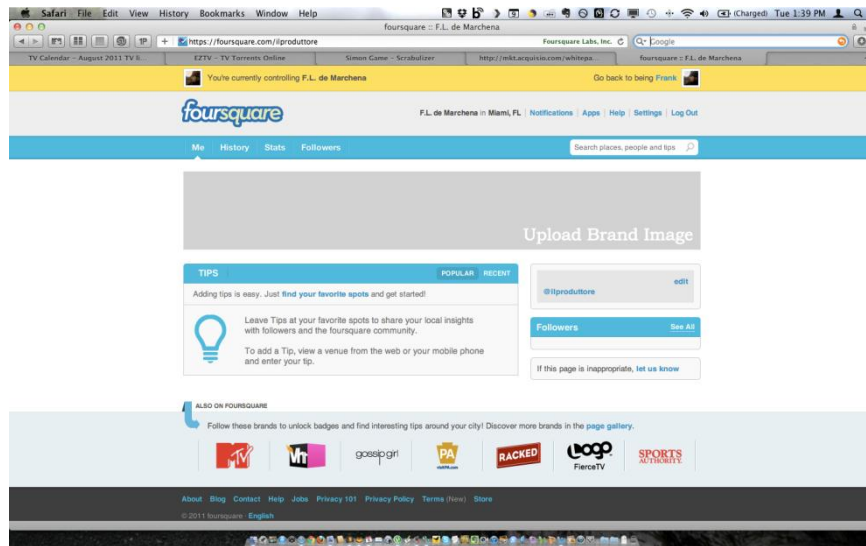 Safari File Edit View History Bookmarks Window Help (Charged) Tue 1:39 PM
foursquare :: F.L. de Marchena
https://foursquare.com/ilproduttore Foursquare Labs, Inc. Google
TV Calendar - August 2011 TV li... EZTV - TV Torrents Online Simon Game - Scrabulizer http://mkt.acquisio.com/whitepa... foursquare :: F.L. de Marchena
You're currently controlling F.L. de Marchena Go back to being Frank
foursquare F.L. de Marchena in Miami, FL Notifications Apps Help Settings Log Out
Me History Stats Followers Search places, people and tips
Upload Brand Image
TIPS POPULAR RECENT
Adding tips is easy. Just find your favorite spots and get started!
Leave Tips at your favorite spots to share your local insights
with followers and the foursquare community.
To add a Tip, view a venue from the web or your mobile phone
and enter your tip.
edit
@ilproduttore
Followers See All
If this page is inappropriate, let us know
ALSO ON FOURSQUARE
Follow these brands to unlock badges and find interesting tips around your city! Discover more brands in the page gallery.
MTV VH1 gossip girl PA RACKED Logo SPORTS AUTHORITY
FierceTV
About Blog Contact Help Jobs Privacy 101 Privacy Policy Terms (New) Store
© 2011 foursquare · English